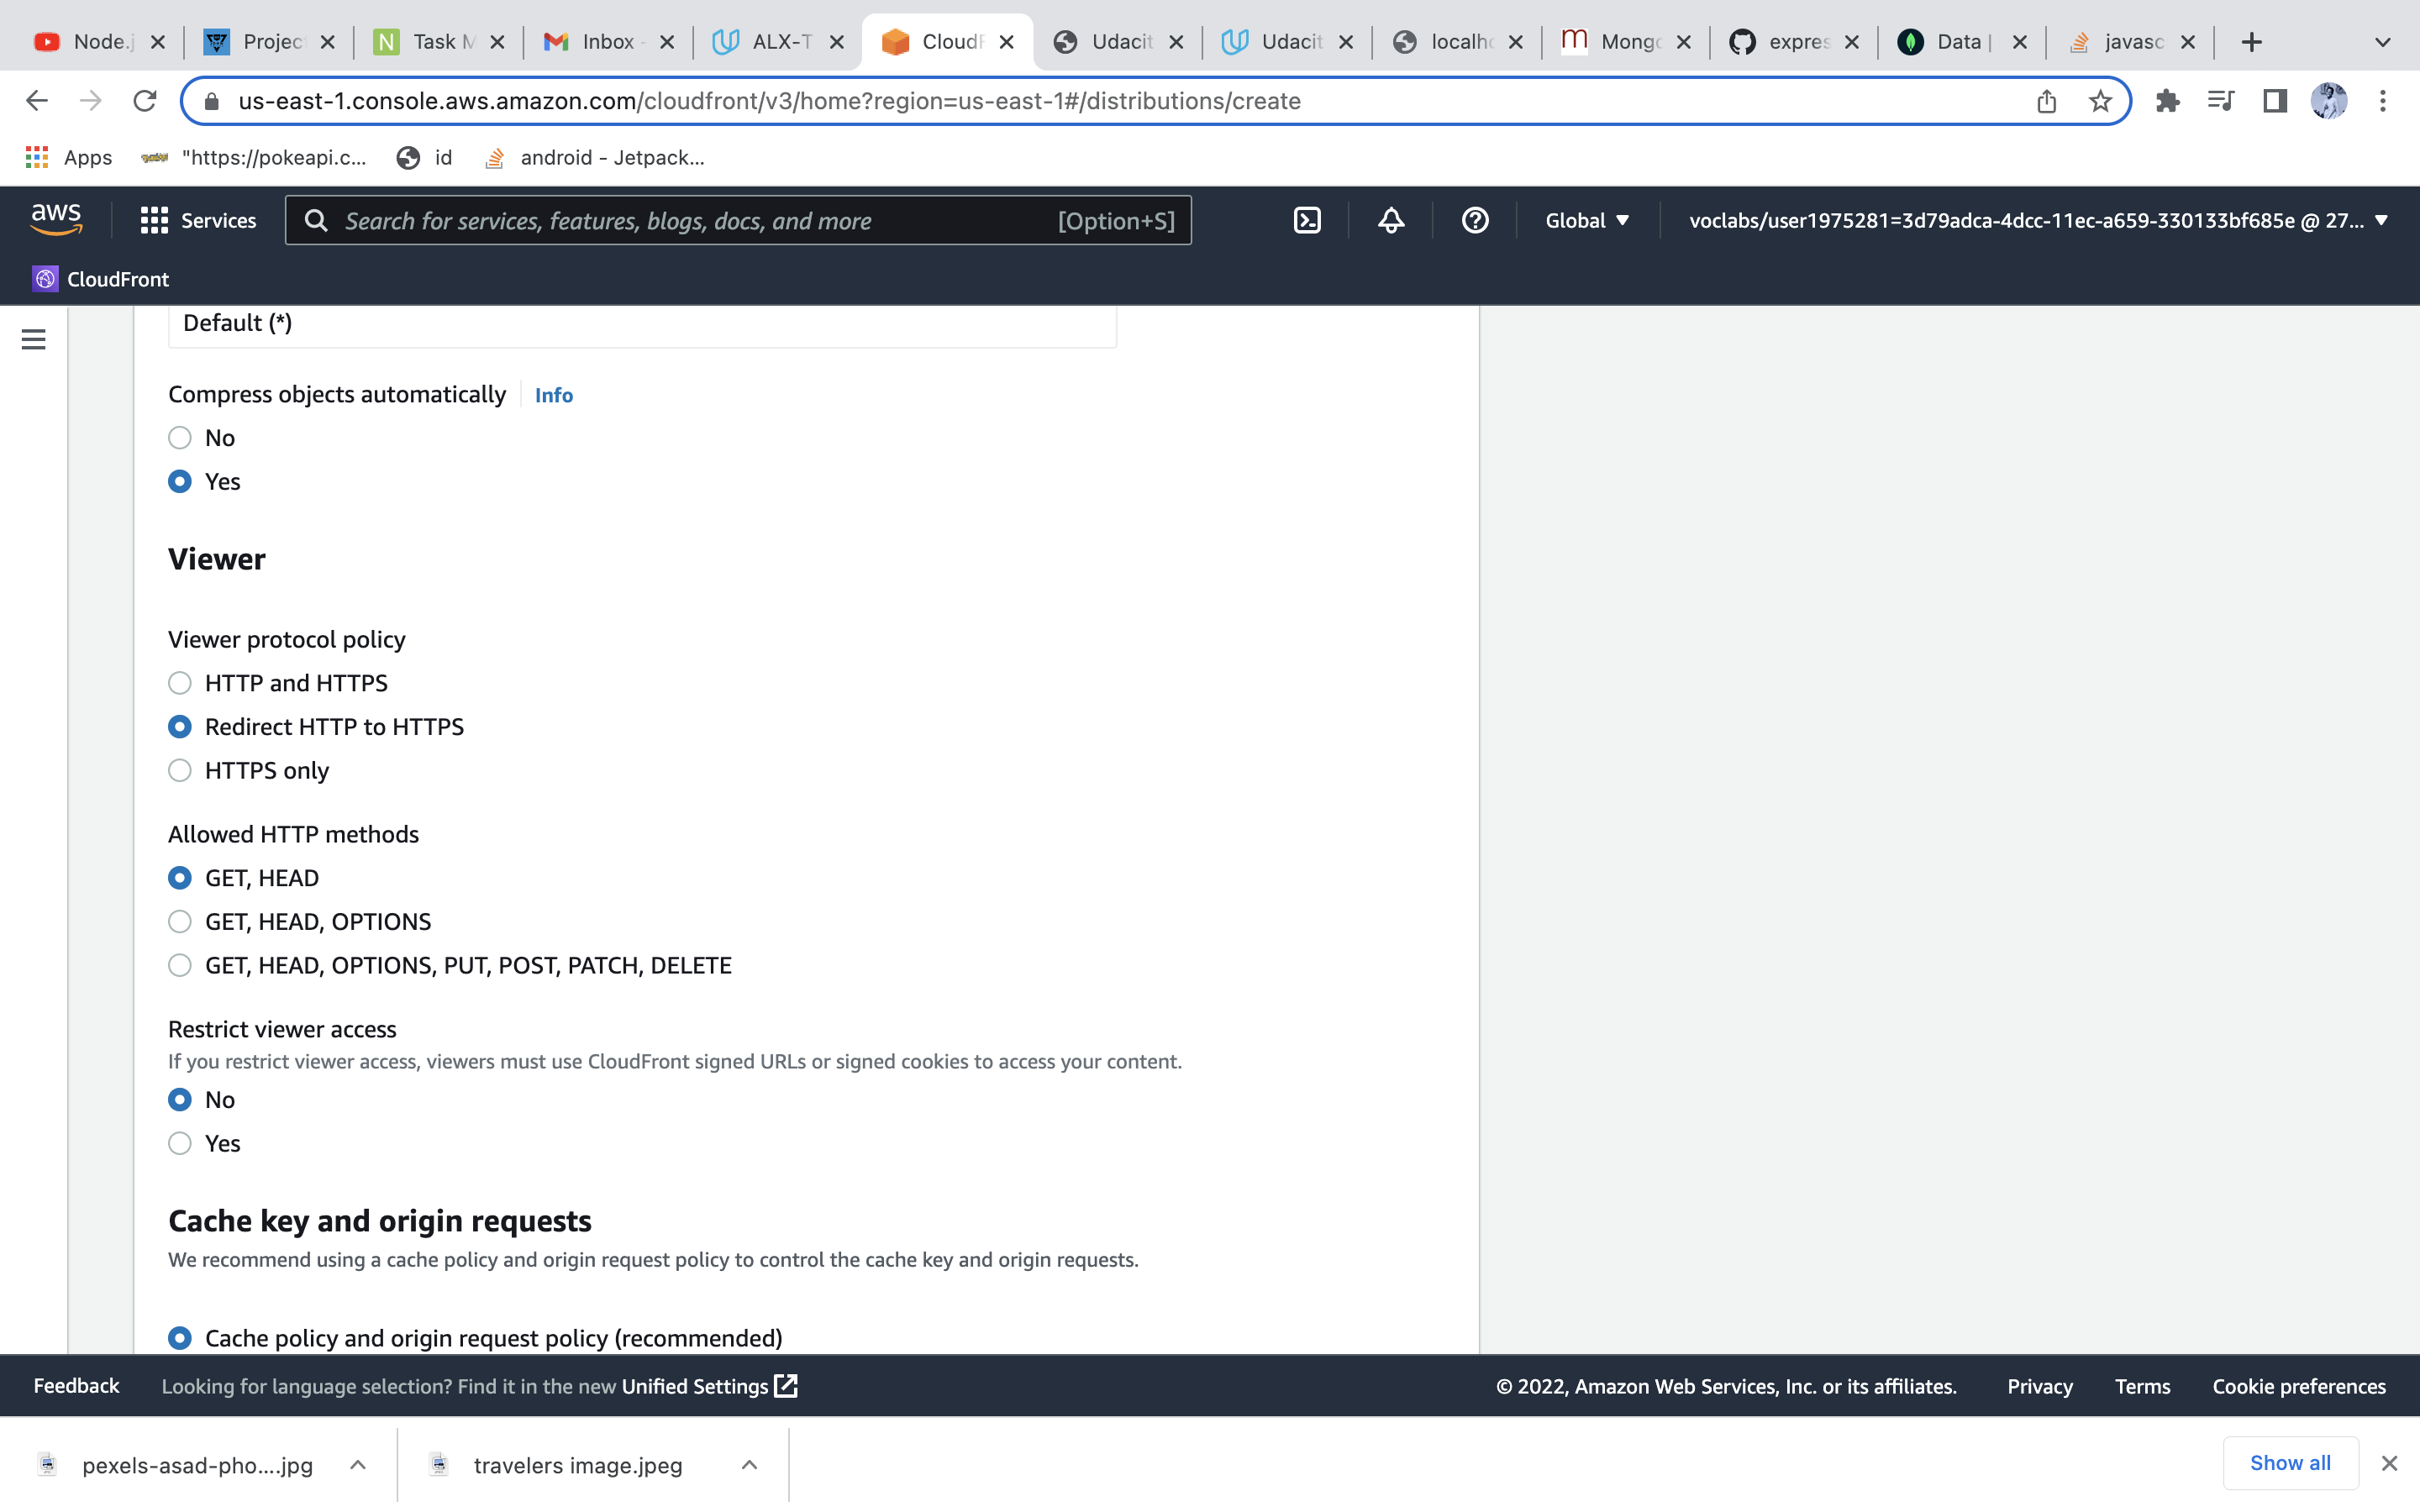 Node.j
Projec
Task M
Inbox -
ALX-T
CloudF
Udacit
Udacit
localho
Mongo
expres
Data |
javasc
us-east-1.console.aws.amazon.com/cloudfront/v3/home?region=us-east-1#/distributions/create
Apps
"https://pokeapi.c...
id
android - Jetpack...
aws
Services
Search for services, features, blogs, docs, and more
[Option+S]
Global
voclabs/user1975281=3d79adca-4dcc-11ec-a659-330133bf685e @ 27...
CloudFront
Default (*)
Compress objects automatically
Info
No
Yes
Viewer
Viewer protocol policy
HTTP and HTTPS
Redirect HTTP to HTTPS
HTTPS only
Allowed HTTP methods
GET, HEAD
GET, HEAD, OPTIONS
GET, HEAD, OPTIONS, PUT, POST, PATCH, DELETE
Restrict viewer access
If you restrict viewer access, viewers must use CloudFront signed URLs or signed cookies to access your content.
No
Yes
Cache key and origin requests
We recommend using a cache policy and origin request policy to control the cache key and origin requests.
Cache policy and origin request policy (recommended)
Feedback
Looking for language selection? Find it in the new Unified Settings
© 2022, Amazon Web Services, Inc. or its affiliates.
Privacy
Terms
Cookie preferences
pexels-asad-pho....jpg
travelers image.jpeg
Show all